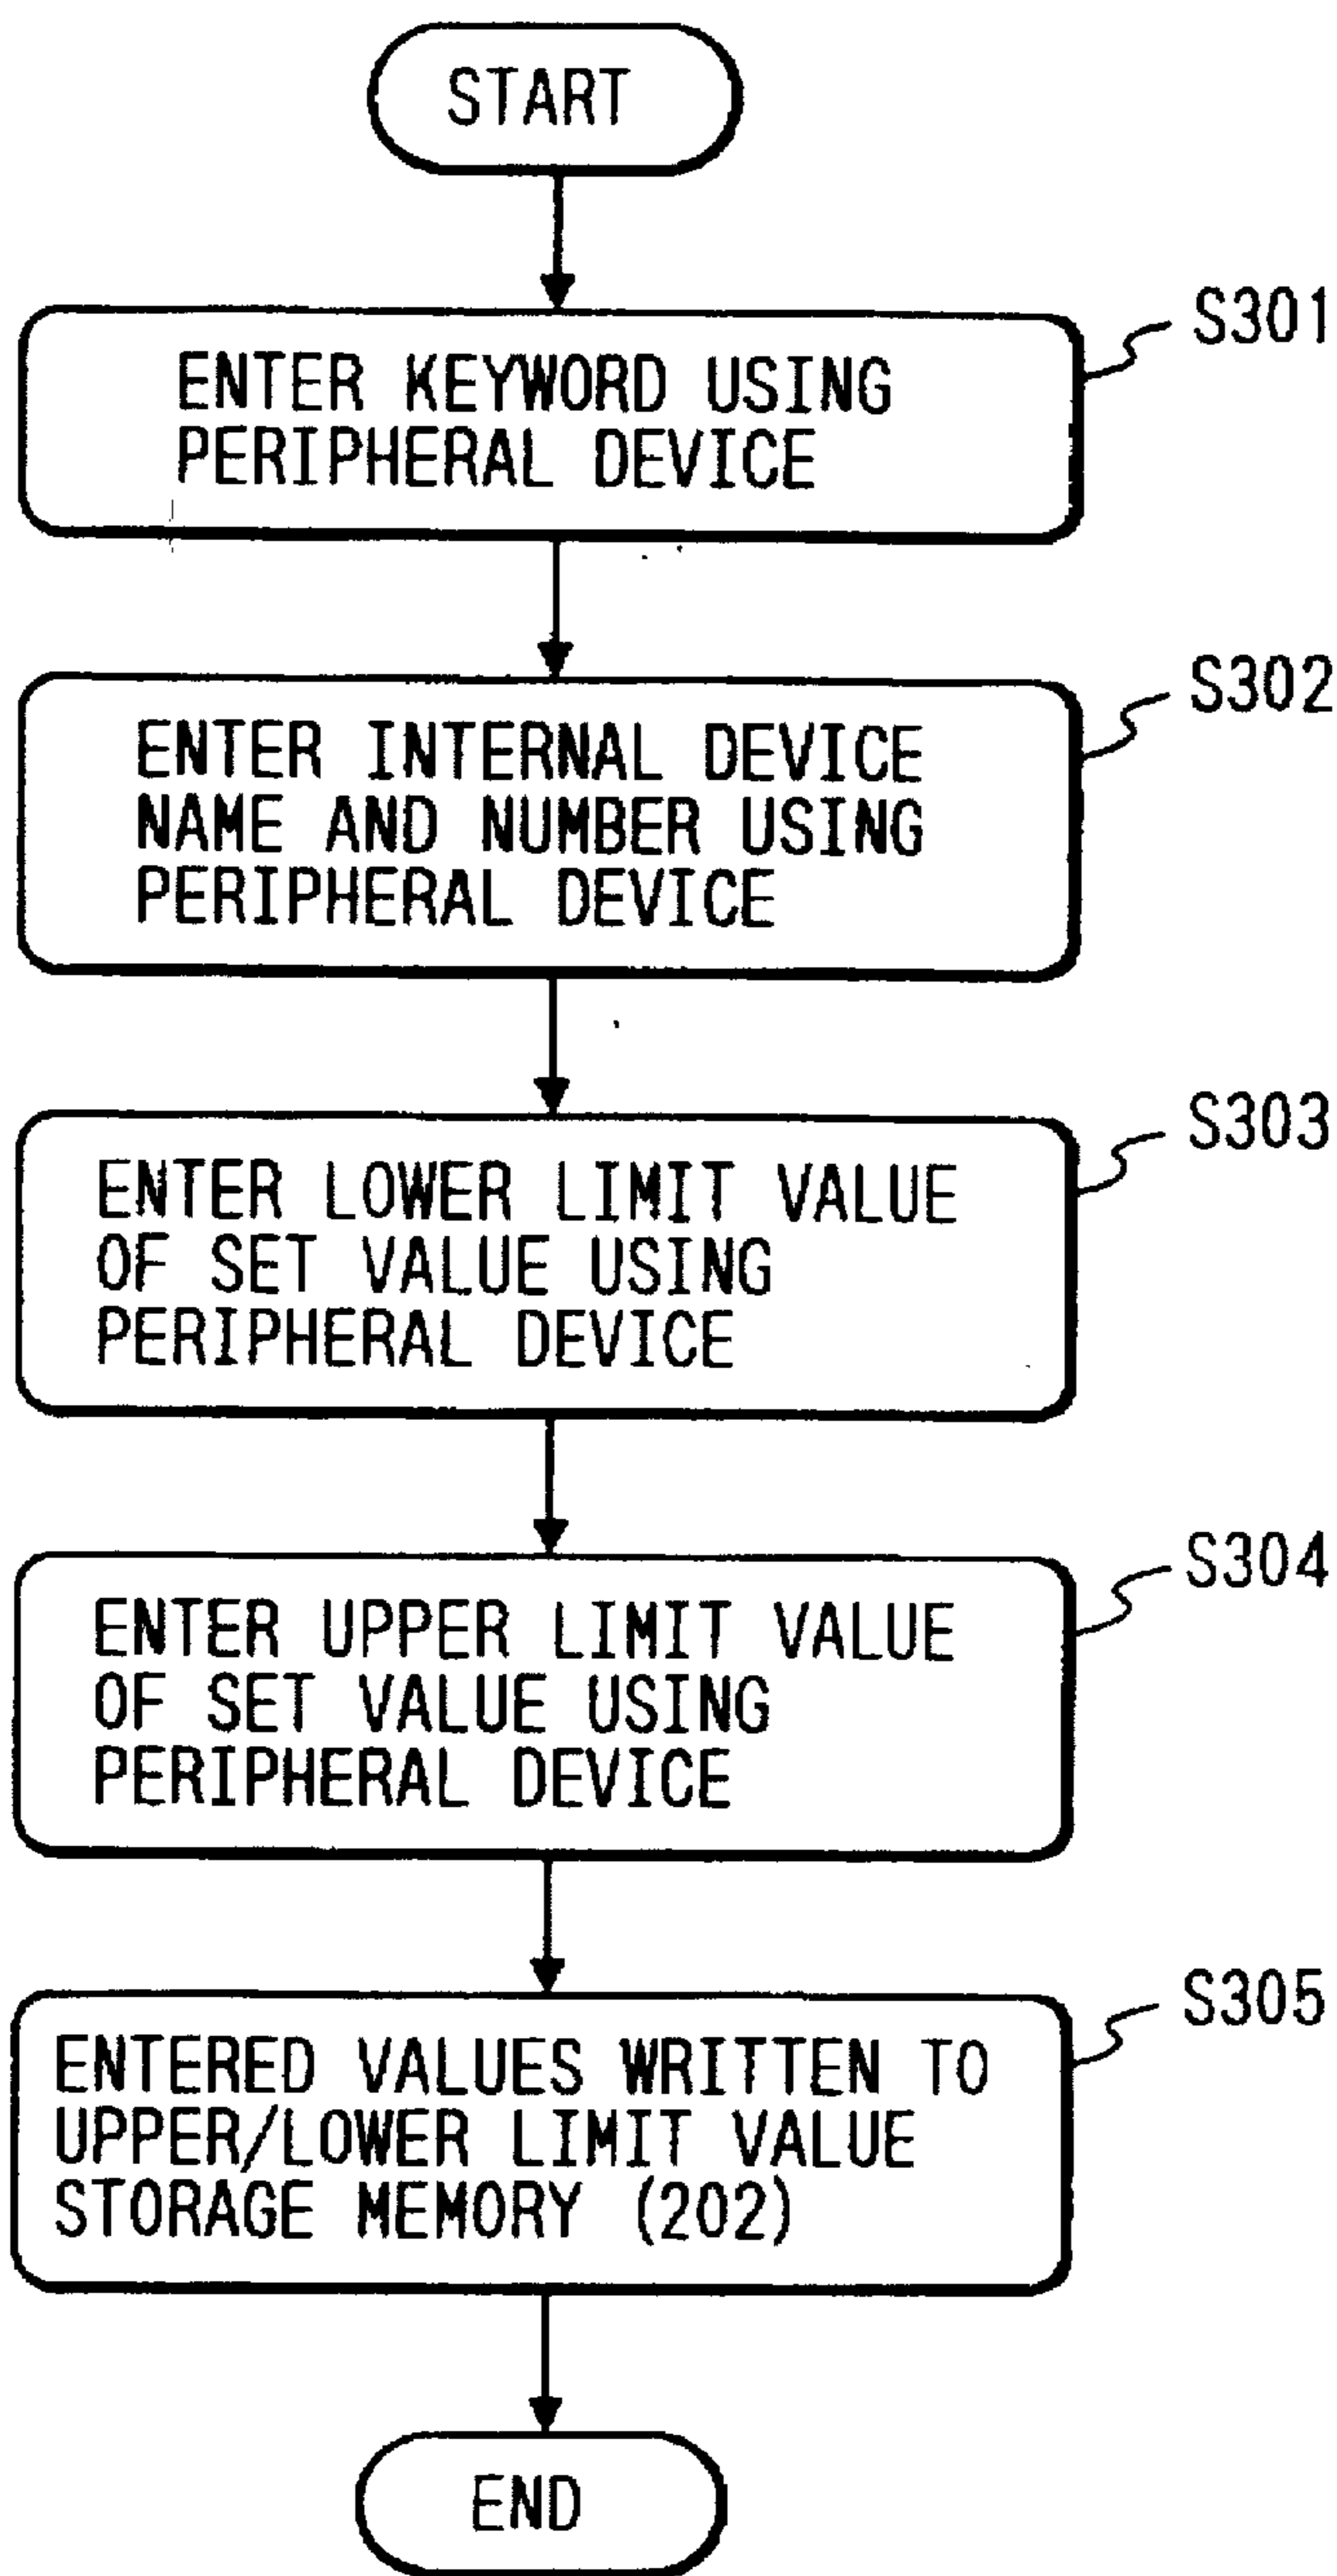 START
S301
ENTER KEYWORD USING
PERIPHERAL DEVICE
S302
ENTER INTERNAL DEVICE
NAME AND NUMBER USING
PERIPHERAL DEVICE
S303
ENTER LOWER LIMIT VALUE
OF SET VALUE USING
PERIPHERAL DEVICE
S304
ENTER UPPER LIMIT VALUE
OF SET VALUE USING
PERIPHERAL DEVICE
S305
ENTERED VALUES WRITTEN TO
UPPER/LOWER LIMIT VALUE
STORAGE MEMORY (202)
END